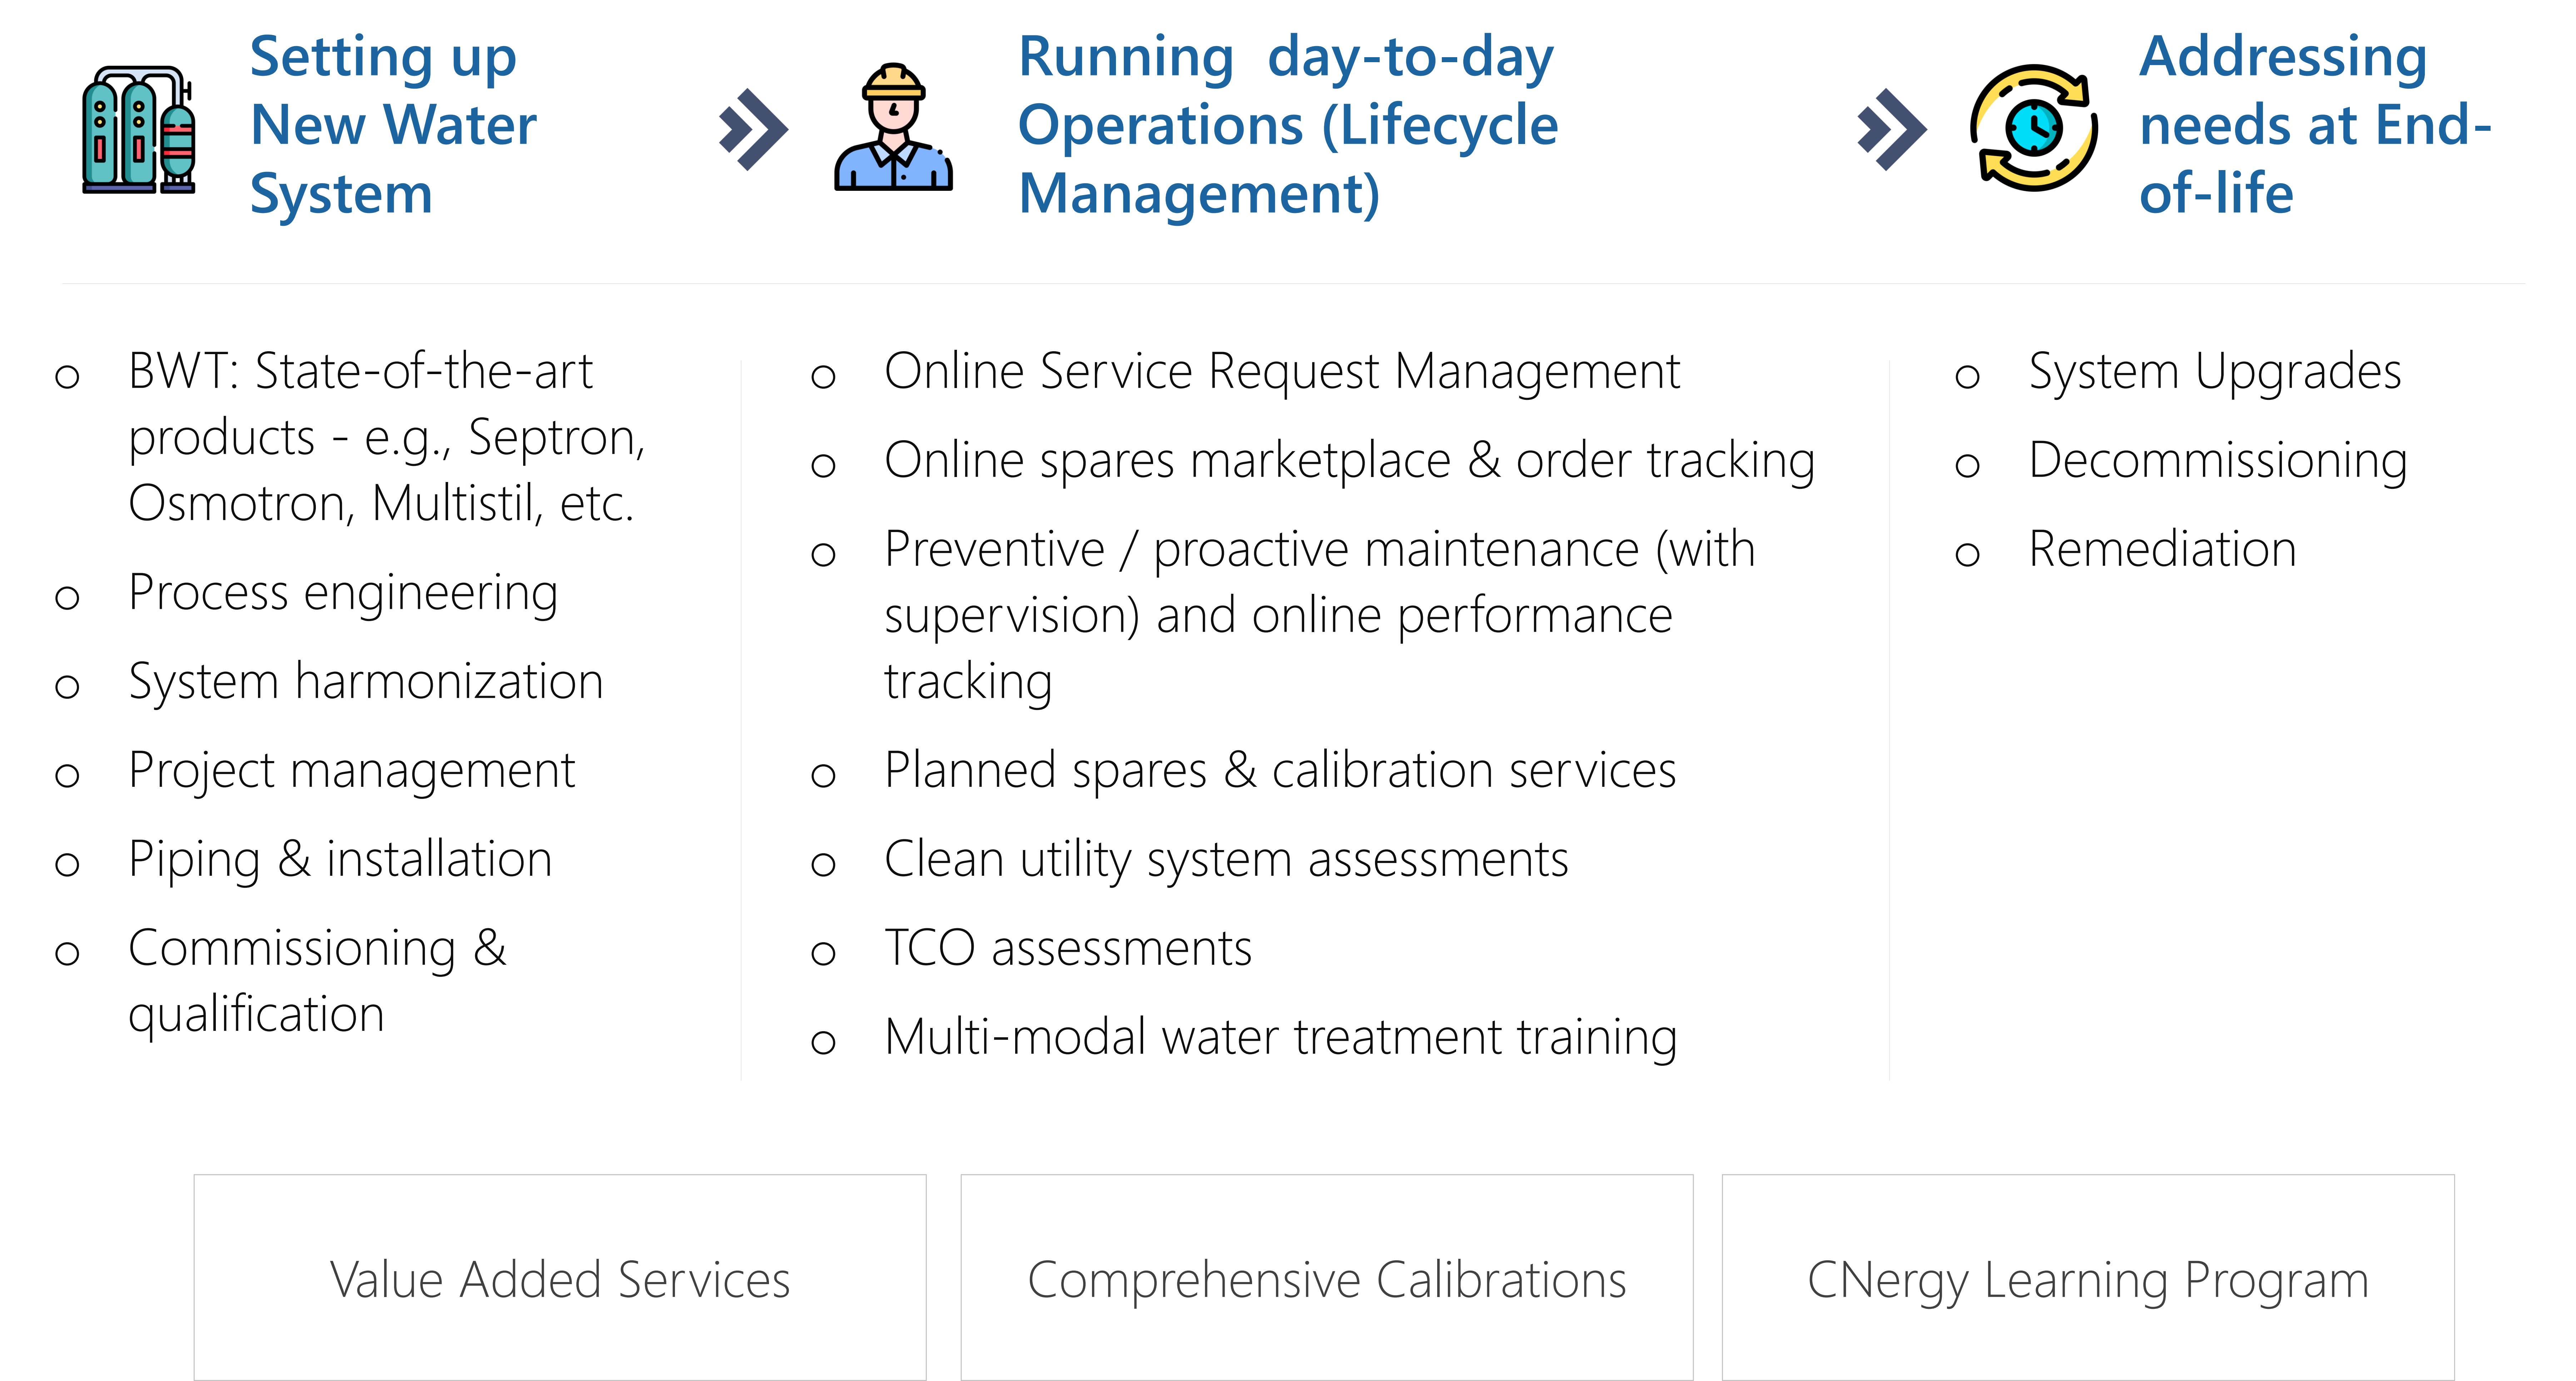 Setting up
New Water
System
Running  day-to-day
Operations (Lifecycle
Management)
Addressing
needs at End-
of-life
BWT: State-of-the-art
products - e.g., Septron,
Osmotron, Multistil, etc.
Process engineering
System harmonization
Project management
Piping & installation
Commissioning &
qualification
Online Service Request Management
Online spares marketplace & order tracking
Preventive / proactive maintenance (with
supervision) and online performance
tracking
Planned spares & calibration services
Clean utility system assessments
TCO assessments
Multi-modal water treatment training
System Upgrades
Decommissioning
Remediation
Value Added Services
Comprehensive Calibrations
CNergy Learning Program